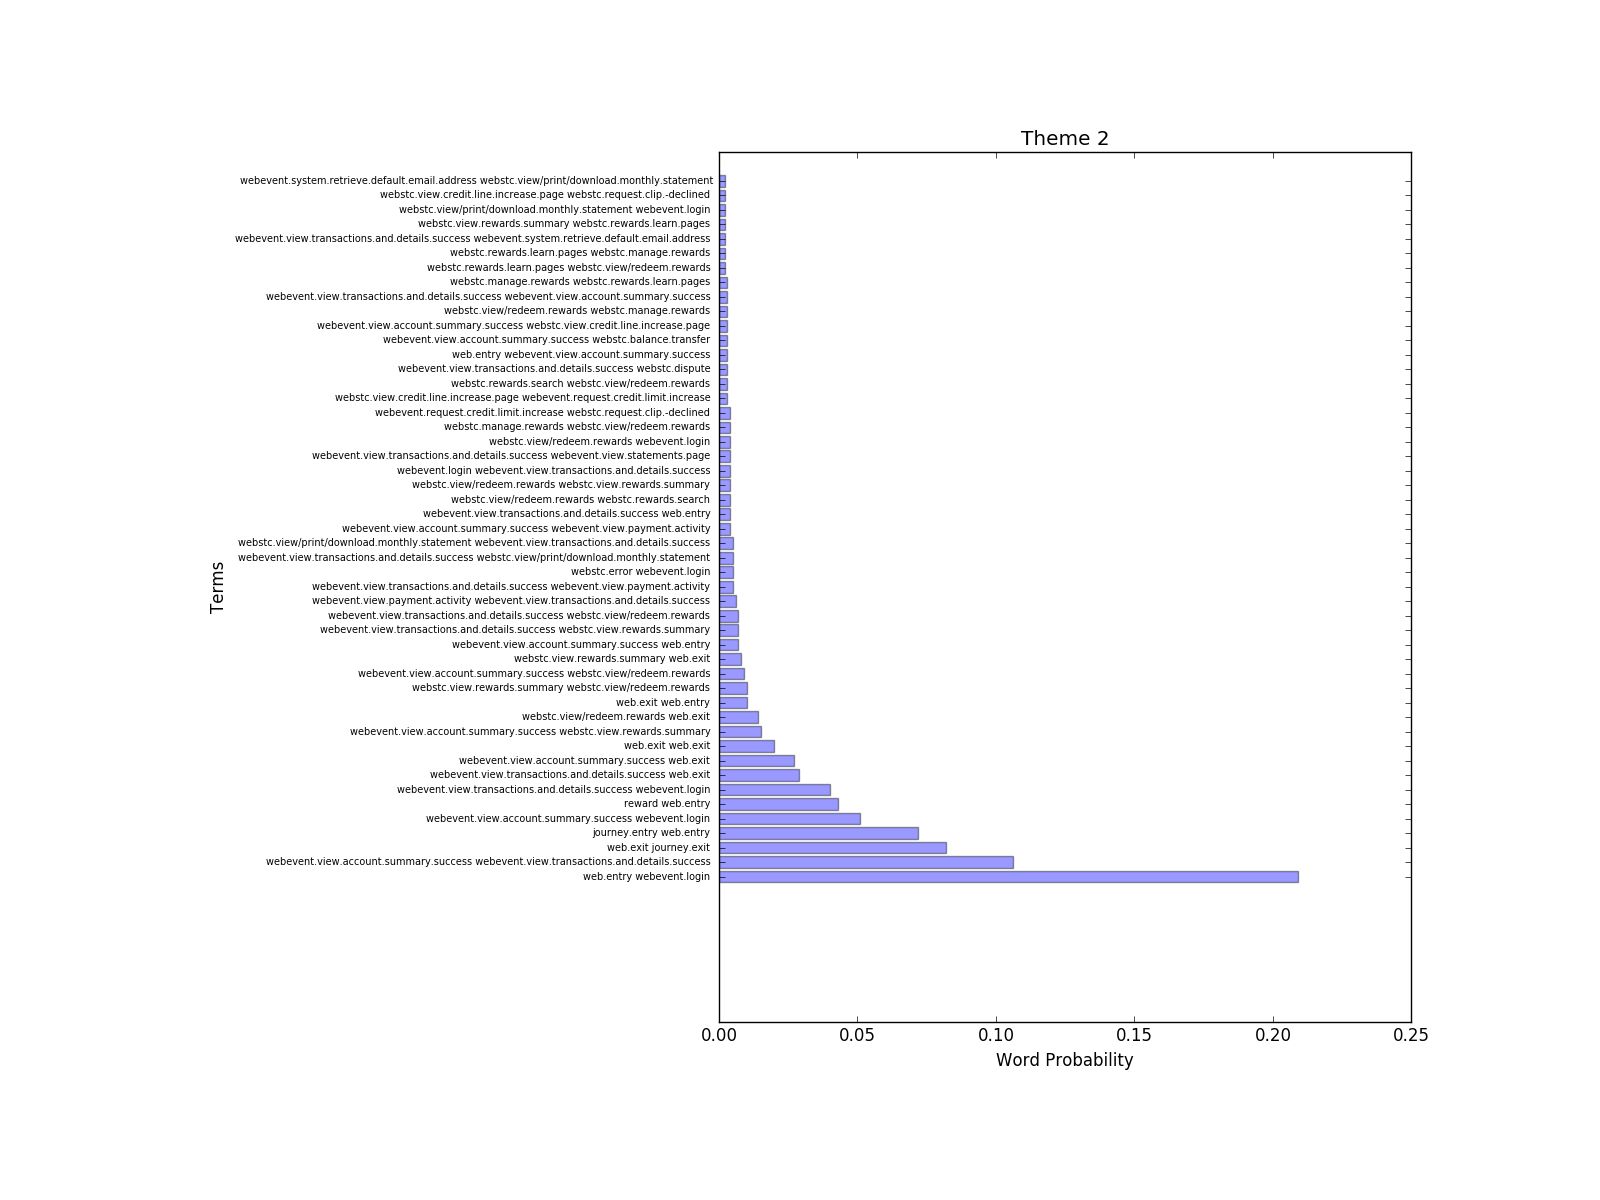 Theme 2
webevent.system.retrieve.default.email.address webstc.view/print/download.monthly.statement
webstc.view.credit.line.increase.page webstc.request.clip.-declined
webstc.view/print/download.monthly.statement webevent.login
webstc.view.rewards.summary webstc.rewards.learn.pages
webevent.view.transactions.and.details.success webevent.system.retrieve.default.email.address
webstc.rewards.learn.pages webstc.manage.rewards
webstc.rewards.learn.pages webstc.view/redeem.rewards
webstc.manage.rewards webstc.rewards.learn.pages
webevent.view.transactions.and.details.success webevent.view.account.summary.success
webstc.view/redeem.rewards webstc.manage.rewards
webevent.view.account.summary.success webstc.view.credit.line.increase.page
webevent.view.account.summary.success webstc.balance.transfer
web.entry webevent.view.account.summary.success
webevent.view.transactions.and.details.success webstc.dispute
webstc.rewards.search webstc.view/redeem.rewards
webstc.view.credit.line.increase.page webevent.request.credit.limit.increase
webevent.request.credit.limit.increase webstc.request.clip.-declined
webstc.manage.rewards webstc.view/redeem.rewards
webstc.view/redeem.rewards webevent.login
webevent.view.transactions.and.details.success webevent.view.statements.page
webevent.login webevent.view.transactions.and.details.success
webstc.view/redeem.rewards webstc.view.rewards.summary
webstc.view/redeem.rewards webstc.rewards.search
webevent.view.transactions.and.details.success web.entry
webevent.view.account.summary.success webevent.view.payment.activity
webstc.view/print/download.monthly.statement webevent.view.transactions.and.details.success
webevent.view.transactions.and.details.success webstc.view/print/download.monthly.statement
webstc.error webevent.login
webevent.view.transactions.and.details.success webevent.view.payment.activity
webevent.view.payment.activity webevent.view.transactions.and.details.success
webevent.view.transactions.and.details.success webstc.view/redeem.rewards
webevent.view.transactions.and.details.success webstc.view.rewards.summary
webevent.view.account.summary.success web.entry
webstc.view.rewards.summary web.exit
webevent.view.account.summary.success webstc.view/redeem.rewards
webstc.view.rewards.summary webstc.view/redeem.rewards
web.exit web.entry
webstc.view/redeem.rewards web.exit
webevent.view.account.summary.success webstc.view.rewards.summary
web.exit web.exit
webevent.view.account.summary.success web.exit
webevent.view.transactions.and.details.success web.exit
webevent.view.transactions.and.details.success webevent.login
reward web.entry
webevent.view.account.summary.success webevent.login
journey.entry web.entry
web.exit journey.exit
webevent.view.account.summary.success webevent.view.transactions.and.details.success
web.entry webevent.login
Terms
0.00 0.05 0.10 0.15 0.20 0.25
Word Probability